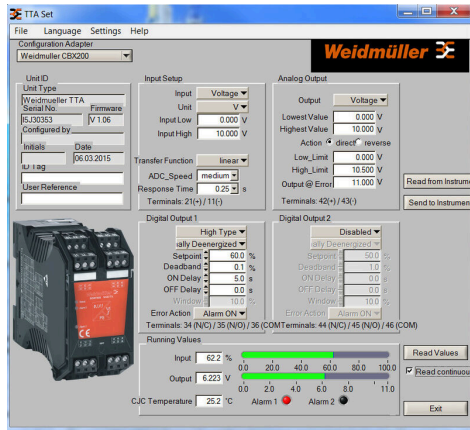 TTA Set
File Language Settings Help
Configuration Adapter
Weidmuller CBX200
Weidmüller
Unit ID
Unit Type
Weidmueller TTA
Serial No. Firmware
I5J30353 V 1.06
Configured by
Initials Date
06.03.2015
ID Tag
User Reference
Input Setup
Input Voltage
Unit V
Input Low 0.000 V
Input High 10.000 V
Transfer Function linear
ADC_Speed medium
Response Time 0.25 s
Terminals: 21(+) / 11(-)
Analog Output
Output Voltage
Lowest Value 0.000 V
Highest Value 10.000 V
Action direct reverse
Low_Limit 0.000 V
High_Limit 10.500 V
Output @ Error 11.000 V
Terminals: 42(+) / 43(-)
Read from Instrume
Send to Instrumen
Digital Output 1
High Type
ially Deenergized
Setpoint 60.0 %
Deadband 0.1 %
ON Delay 5.0 s
OFF Delay 0.0 s
Window 10.0 %
Error Action Alarm ON
Terminals: 34 (N/C) / 35 (N/O) / 36 (COM
Digital Output 2
Disabled
ially Deenergized
Setpoint 50.0 %
Deadband 1.0 %
ON Delay 0.0 s
OFF Delay 0.0 s
Window 10.0 %
Error Action Alarm ON
Terminals: 44 (N/C) / 45 (N/O) / 46 (COM)
Running Values
Input 62.2 %
0.0 20.0 40.0 60.0 80.0 100.0
Output 6.223 V
0.0 2.0 4.0 6.0 8.0 11.0
CJC Temperature 25.2 °C Alarm 1 Alarm 2
Read Values
Read continuou
Exit